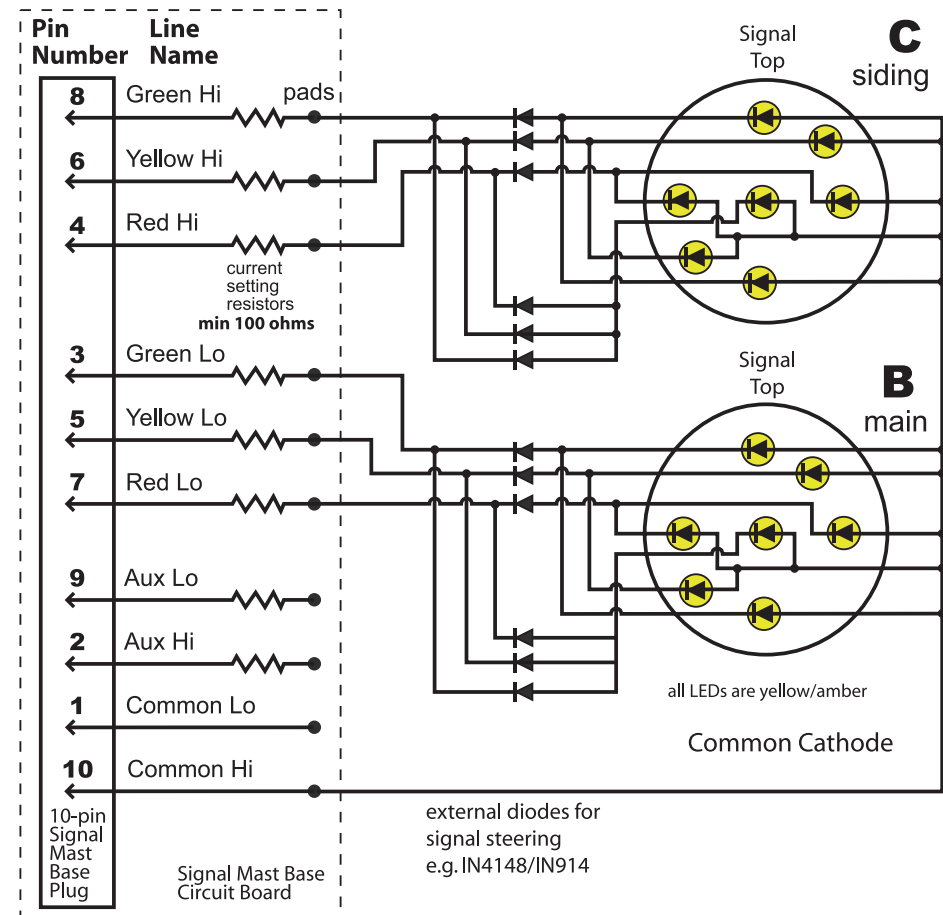 Pin Number
Line Name
8 Green Hi
pads
6 Yellow Hi
4 Red Hi
current
setting
resistors
min 100 ohms
3 Green Lo
5 Yellow Lo
7 Red Lo
9 Aux Lo
2 Aux Hi
1 Common Lo
10 Common Hi
10-pin
Signal
Mast
Base
Plug
Signal Mast Base
Circuit Board
Signal
Top
C
siding
Signal
Top
B
main
all LEDs are yellow/amber
Common Cathode
external diodes for
signal steering
e.g. IN4148/IN914